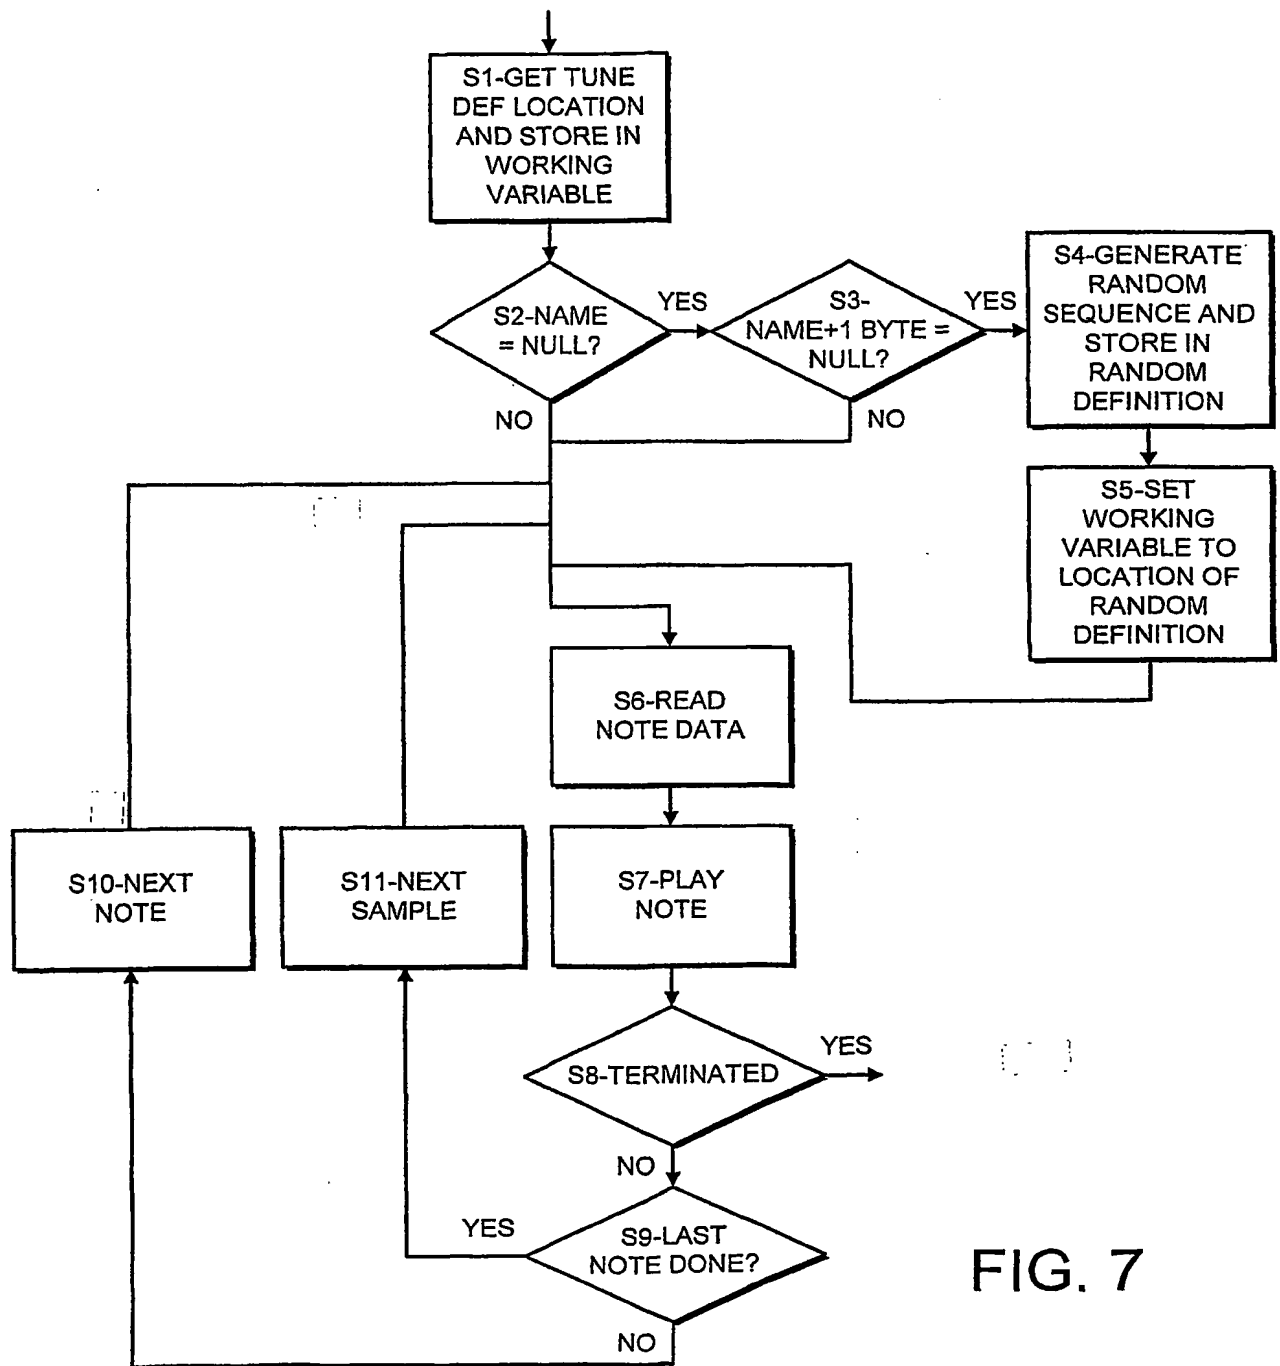 S1-GET TUNE
DEF LOCATION
AND STORE IN
WORKING
VARIABLE
S2-NAME
= NULL?
YES
NO
S3-
NAME+1 BYTE =
NULL?
YES
NO
S4-GENERATE
RANDOM
SEQUENCE AND
STORE IN
RANDOM
DEFINITION
S5-SET
WORKING
VARIABLE TO
LOCATION OF
RANDOM
DEFINITION
S6-READ
NOTE DATA
S10-NEXT
NOTE
S11-NEXT
SAMPLE
S7-PLAY
NOTE
S8-TERMINATED
YES
NO
S9-LAST
NOTE DONE?
YES
NO
FIG. 7